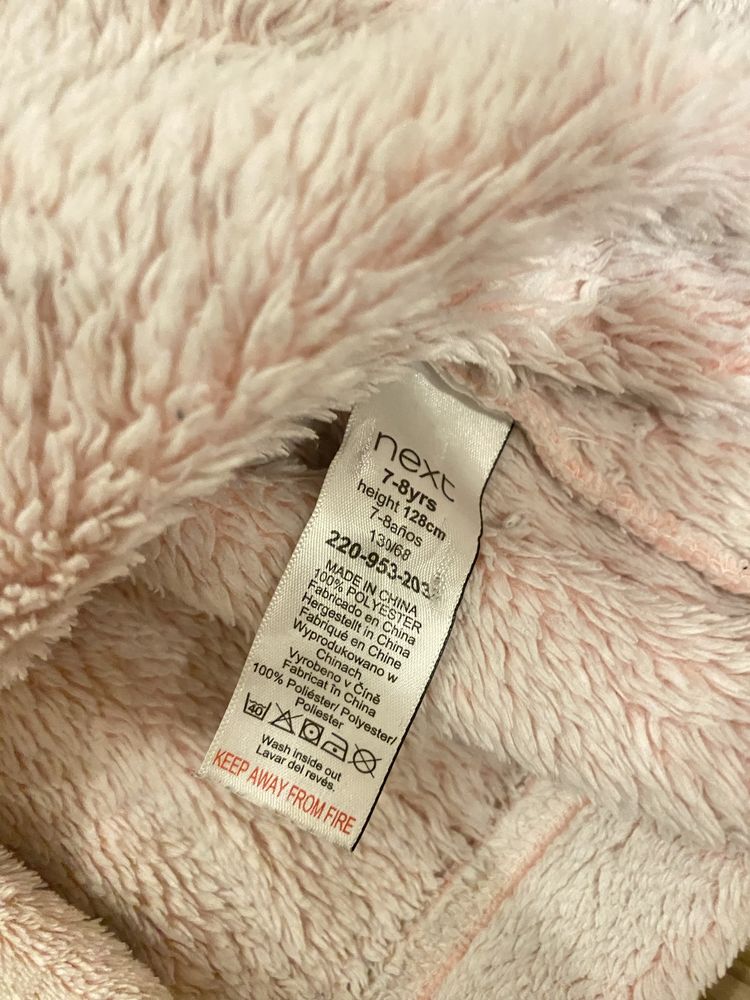 next
7-8yrs
height 128cm
7-8años
130/68
220-953-203
MADE IN CHINA
100% POLYESTER
Fabricado en China
Hergestellt in China
Fabriqué en Chine
Wyprodukowano w
Chinach
Vyrobeno v Číně
Fabricat în China
100% Poliéster/ Polyester/
Poliester
40
Wash inside out
Lavar del revés.
KEEP AWAY FROM FIRE